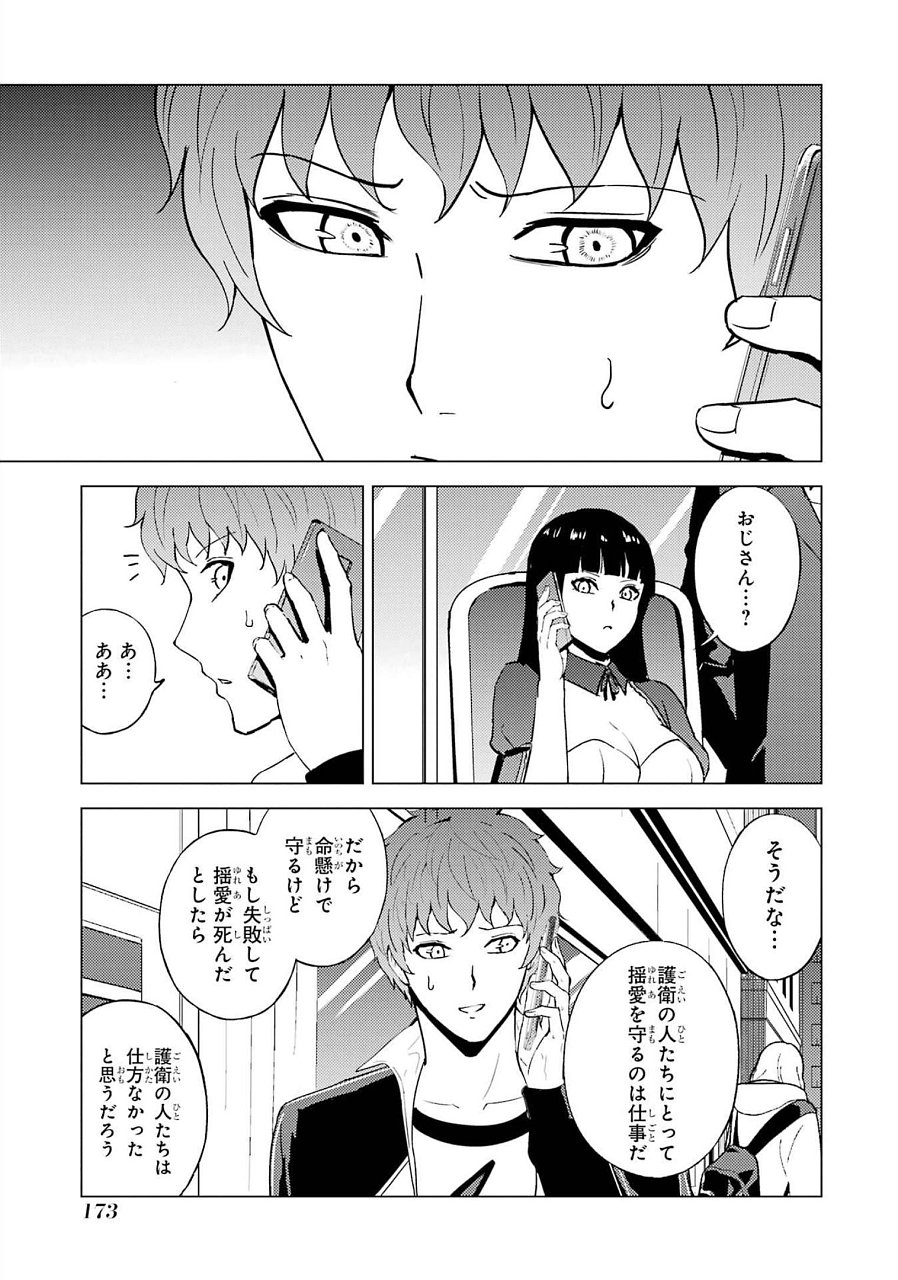 おじさん…?
あ…
ああ…
そうだな…
護衛の人たちにとって
揺愛を守るのは仕事だ
だから
命懸けで
守るけど
もし失敗して
揺愛が死んだ
としたら
護衛の人たちは
仕方なかった
と思うだろう
173